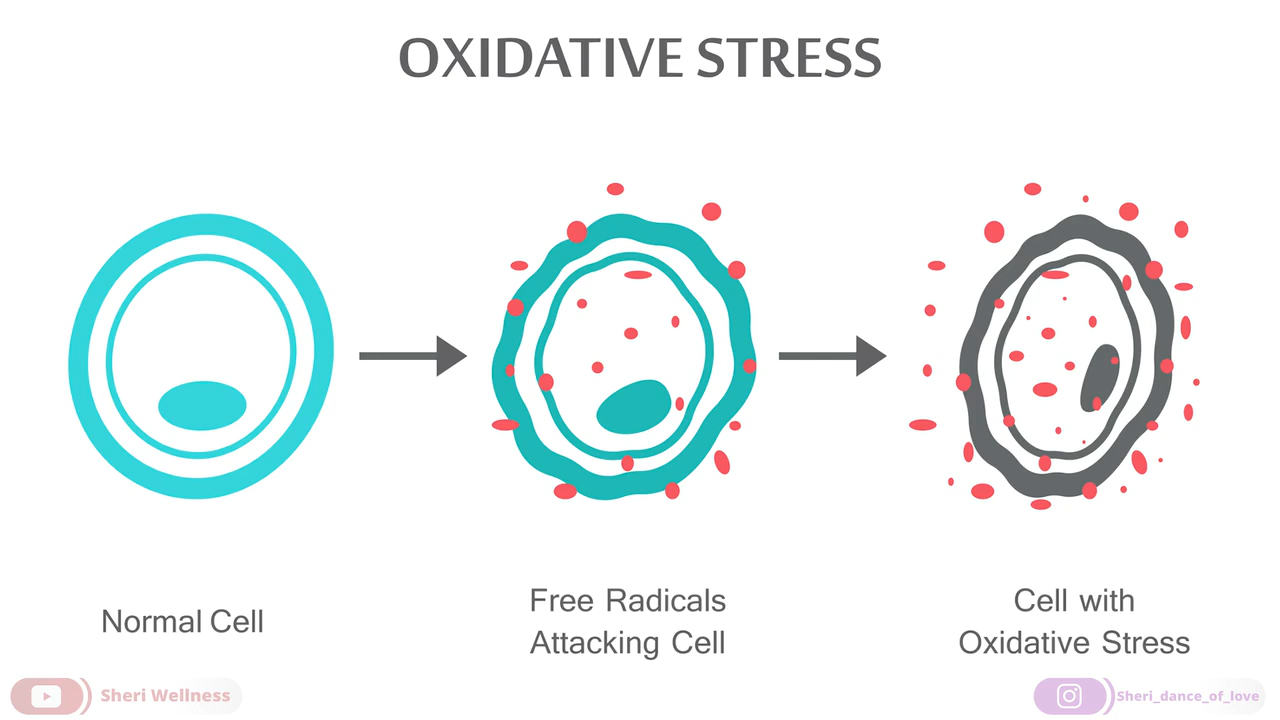 OXIDATIVE STRESS
Normal Cell
Free Radicals
Attacking Cell
Cell with
Oxidative Stress
Sheri Wellness
Sheri_dance_of_love